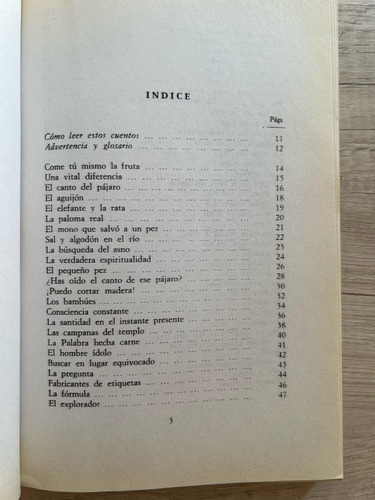 INDICE
Págs
Cómo leer estos cuentos ... ... ... ... ... ... ... 11
Advertencia y glosario ... ... ... ... ... ... ... 12
Come tú mismo la fruta ... ... ... ... ... ... ... 14
Una vital diferencia ... ... ... ... ... ... ... 15
El canto del pájaro ... ... ... ... ... ... ... 16
El aguijón ... ... ... ... ... ... ... ... 18
El elefante y la rata ... ... ... ... ... ... ... 19
La paloma real ... ... ... ... ... ... ... ... 20
El mono que salvó a un pez ... ... ... ... ... ... 21
Sal y algodón en el río ... ... ... ... ... ... 22
La búsqueda del asno ... ... ... ... ... ... ... 23
La verdadera espiritualidad ... ... ... ... ... ... 24
El pequeño pez ... ... ... ... ... ... ... ... 26
¿Has oído el canto de ese pájaro? ... ... ... ... ... 28
¡Puedo cortar madera! ... ... ... ... ... ... ... 30
Los bambúes ... ... ... ... ... ... ... ... 32
Consciencia constante ... ... ... ... ... ... ... 34
La santidad en el instante presente ... ... ... ... 36
Las campanas del templo ... ... ... ... ... ... 38
La Palabra hecha carne ... ... ... ... ... ... 40
El hombre ídolo ... ... ... ... ... ... ... 41
Buscar en lugar equivocado ... ... ... ... ... ... 42
La pregunta ... ... ... ... ... ... ... ... 43
Fabricantes de etiquetas ... ... ... ... ... ... 44
La fórmula ... ... ... ... ... ... ... ... 46
El explorador ... ... ... ... ... ... ... ... 47
5